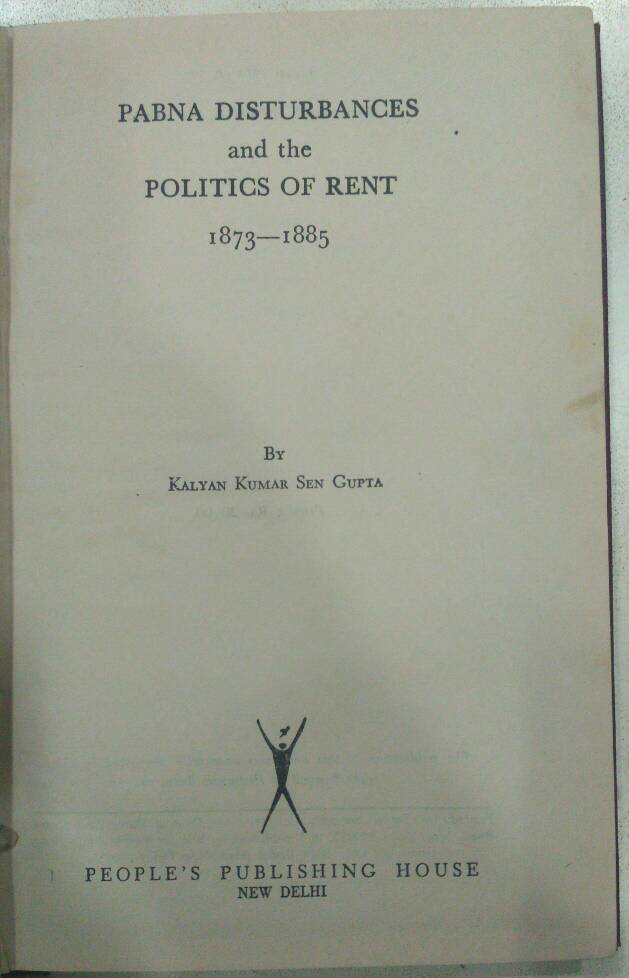 PABNA DISTURBANCES
and the
POLITICS OF RENT
1873—1885
By
Kalyan Kumar Sen Gupta
PEOPLE'S PUBLISHING HOUSE
NEW DELHI